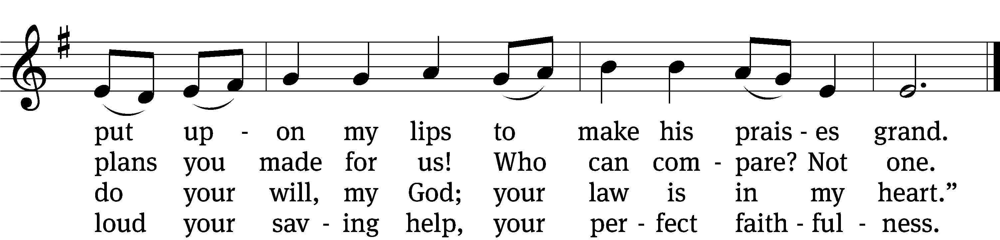 put up - on my lips to make his prais - es grand.
plans you made for us! Who can com - pare? Not one.
do your will, my God; your law is in my heart.”
loud your sav - ing help, your per - fect faith - ful - ness.